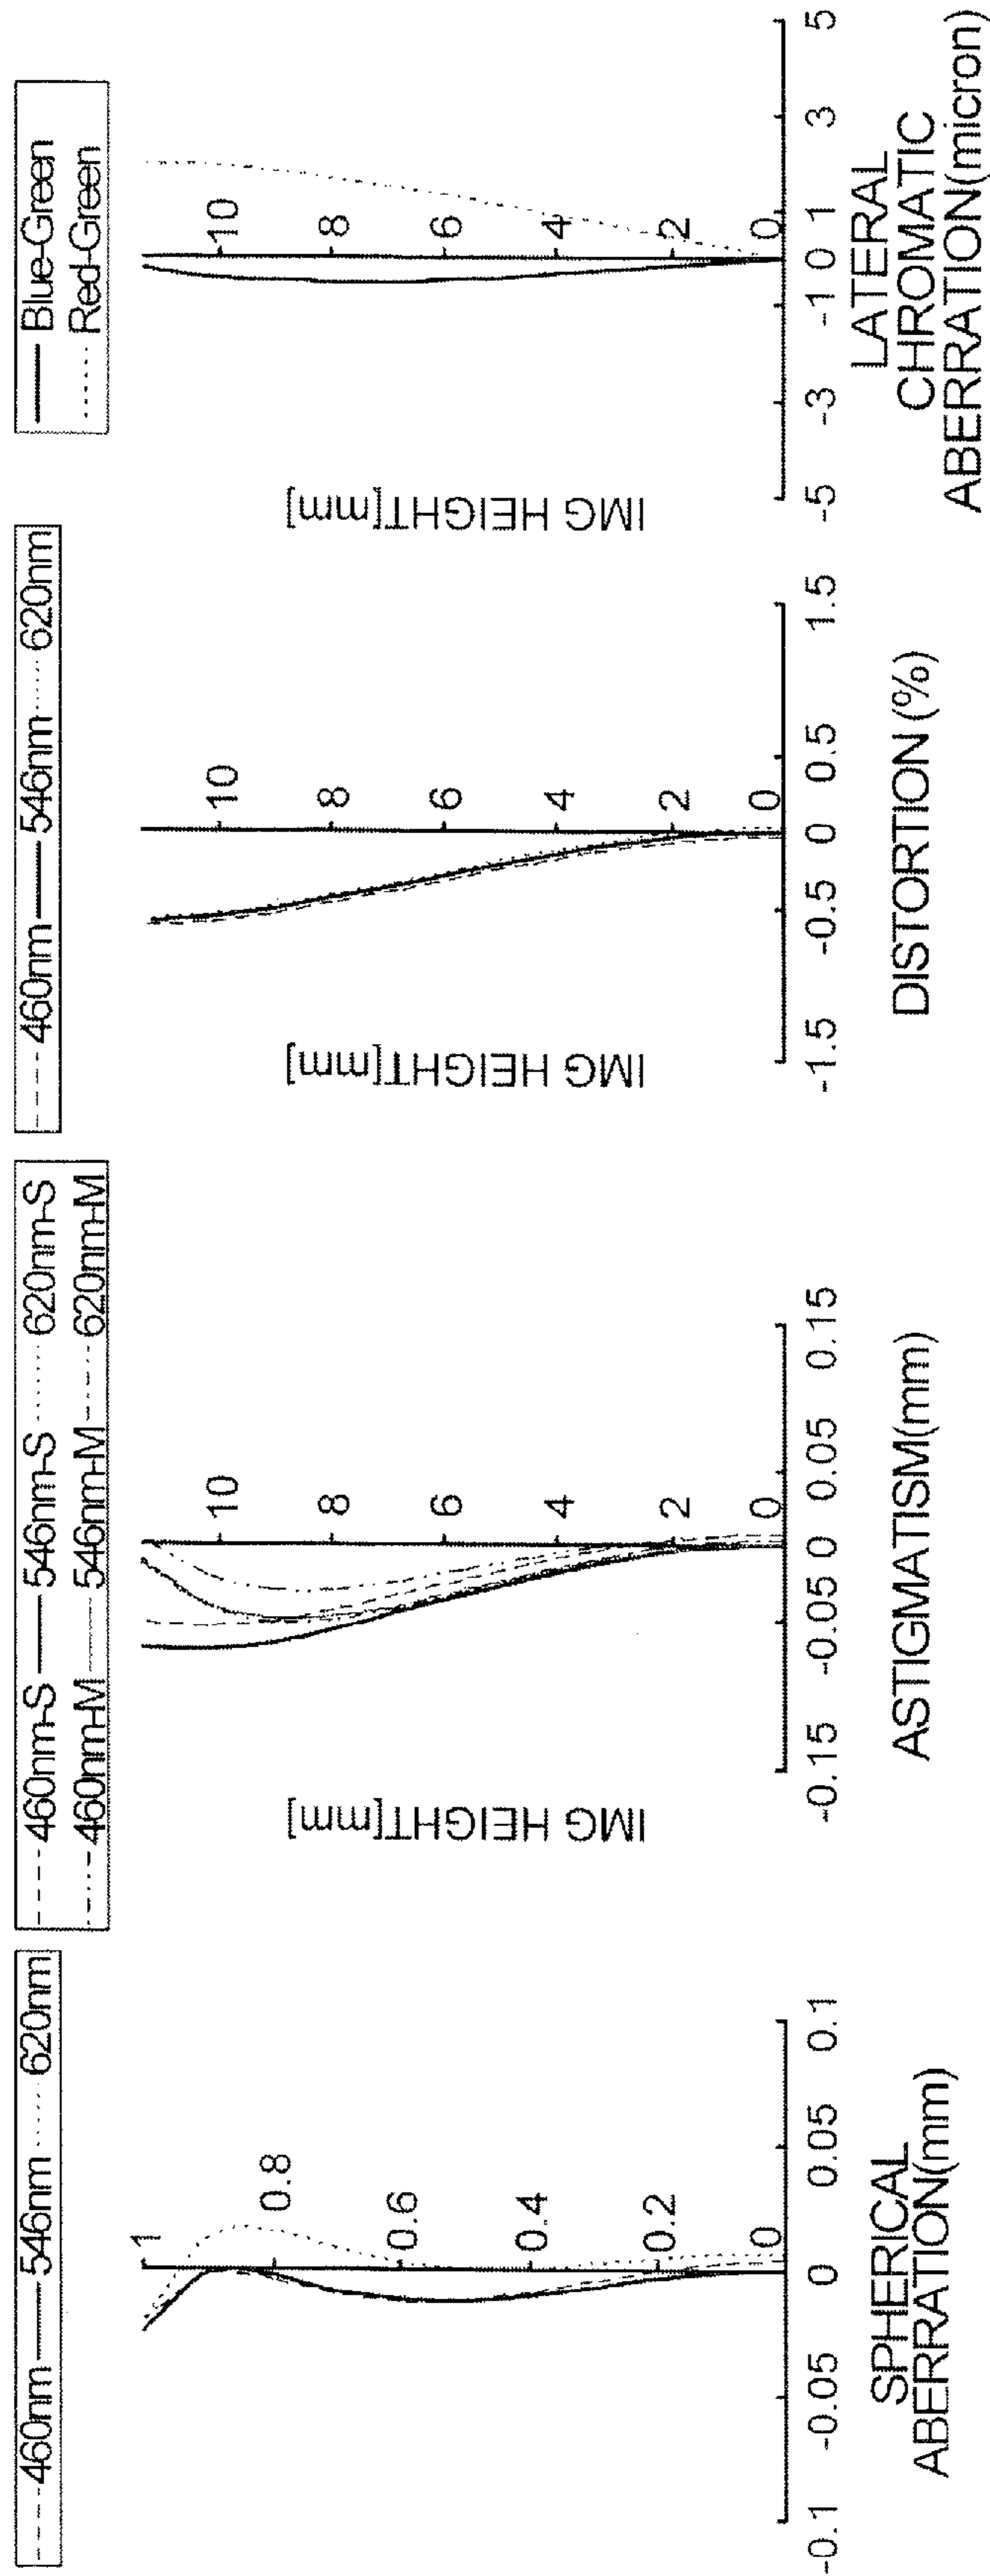 460nm 546nm 620nm
1
0.8
0.6
0.4
0.2
0
-0.1 -0.05 0 0.05 0.1
SPHERICAL
ABERRATION(mm)
460nm-S 546nm-S 620nm-S
460nm-M 546nm-M 620nm-M
IMG HEIGHT[mm]
10
8
6
4
2
0
-0.15 -0.05 0 0.05 0.15
ASTIGMATISM(mm)
460nm 546nm 620nm
IMG HEIGHT[mm]
10
8
6
4
2
0
-1.5 -0.5 0 0.5 1.5
DISTORTION (%)
Blue-Green
Red-Green
IMG HEIGHT[mm]
10
8
6
4
2
0
-5 -3 -1 0 1 3 5
LATERAL
CHROMATIC
ABERRATION(micron)